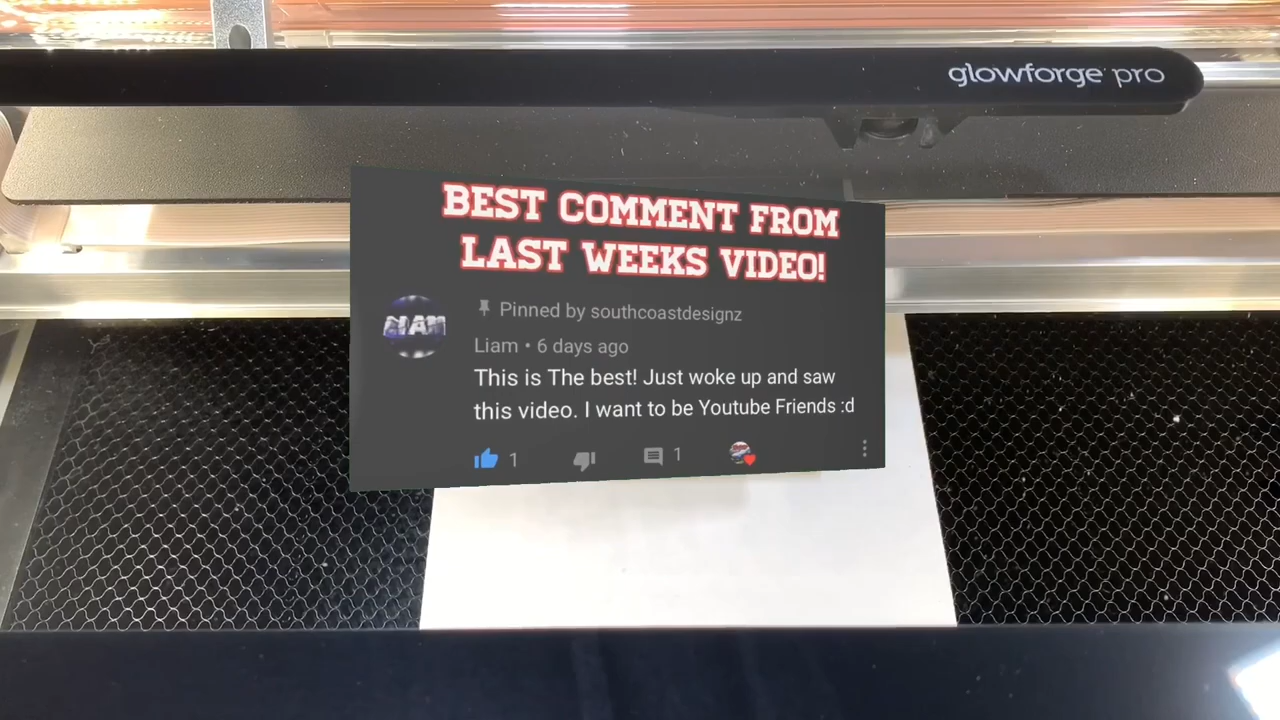 glowforge pro
BEST COMMENT FROM
LAST WEEKS VIDEO!
Pinned by southcoastdesignz
Liam • 6 days ago
This is The best! Just woke up and saw
this video. I want to be Youtube Friends :d
1
1